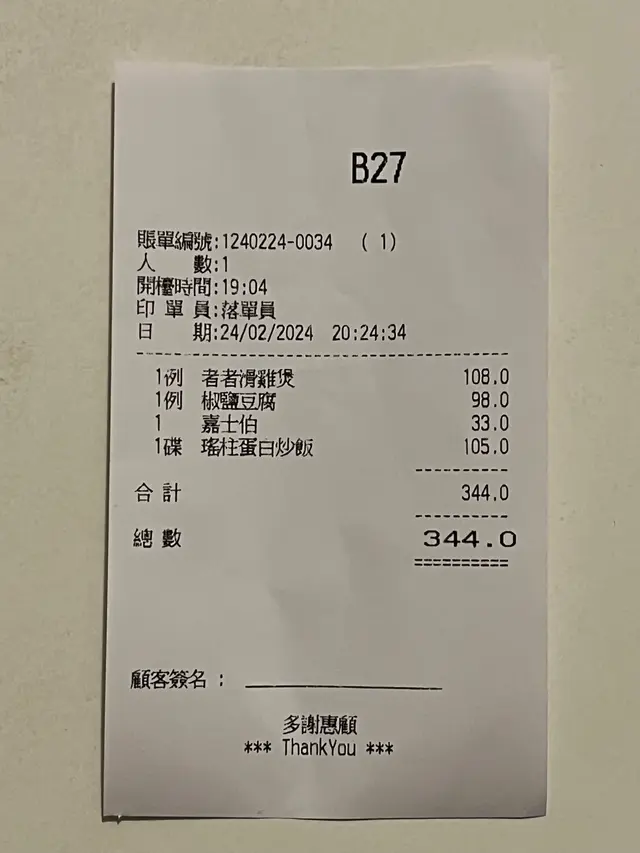 B27
賬單編號:1240224-0034 ( 1)
人 數:1
開檯時間:19:04
印 單 員:落單員
日 期:24/02/2024 20:24:34
1例 者者滑雞煲 108.0
1例 椒鹽豆腐 98.0
1 嘉士伯 33.0
1碟 瑤柱蛋白炒飯 105.0
合 計 344.0
總 數 344.0
顧客簽名 :
多謝惠顧
*** ThankYou ***